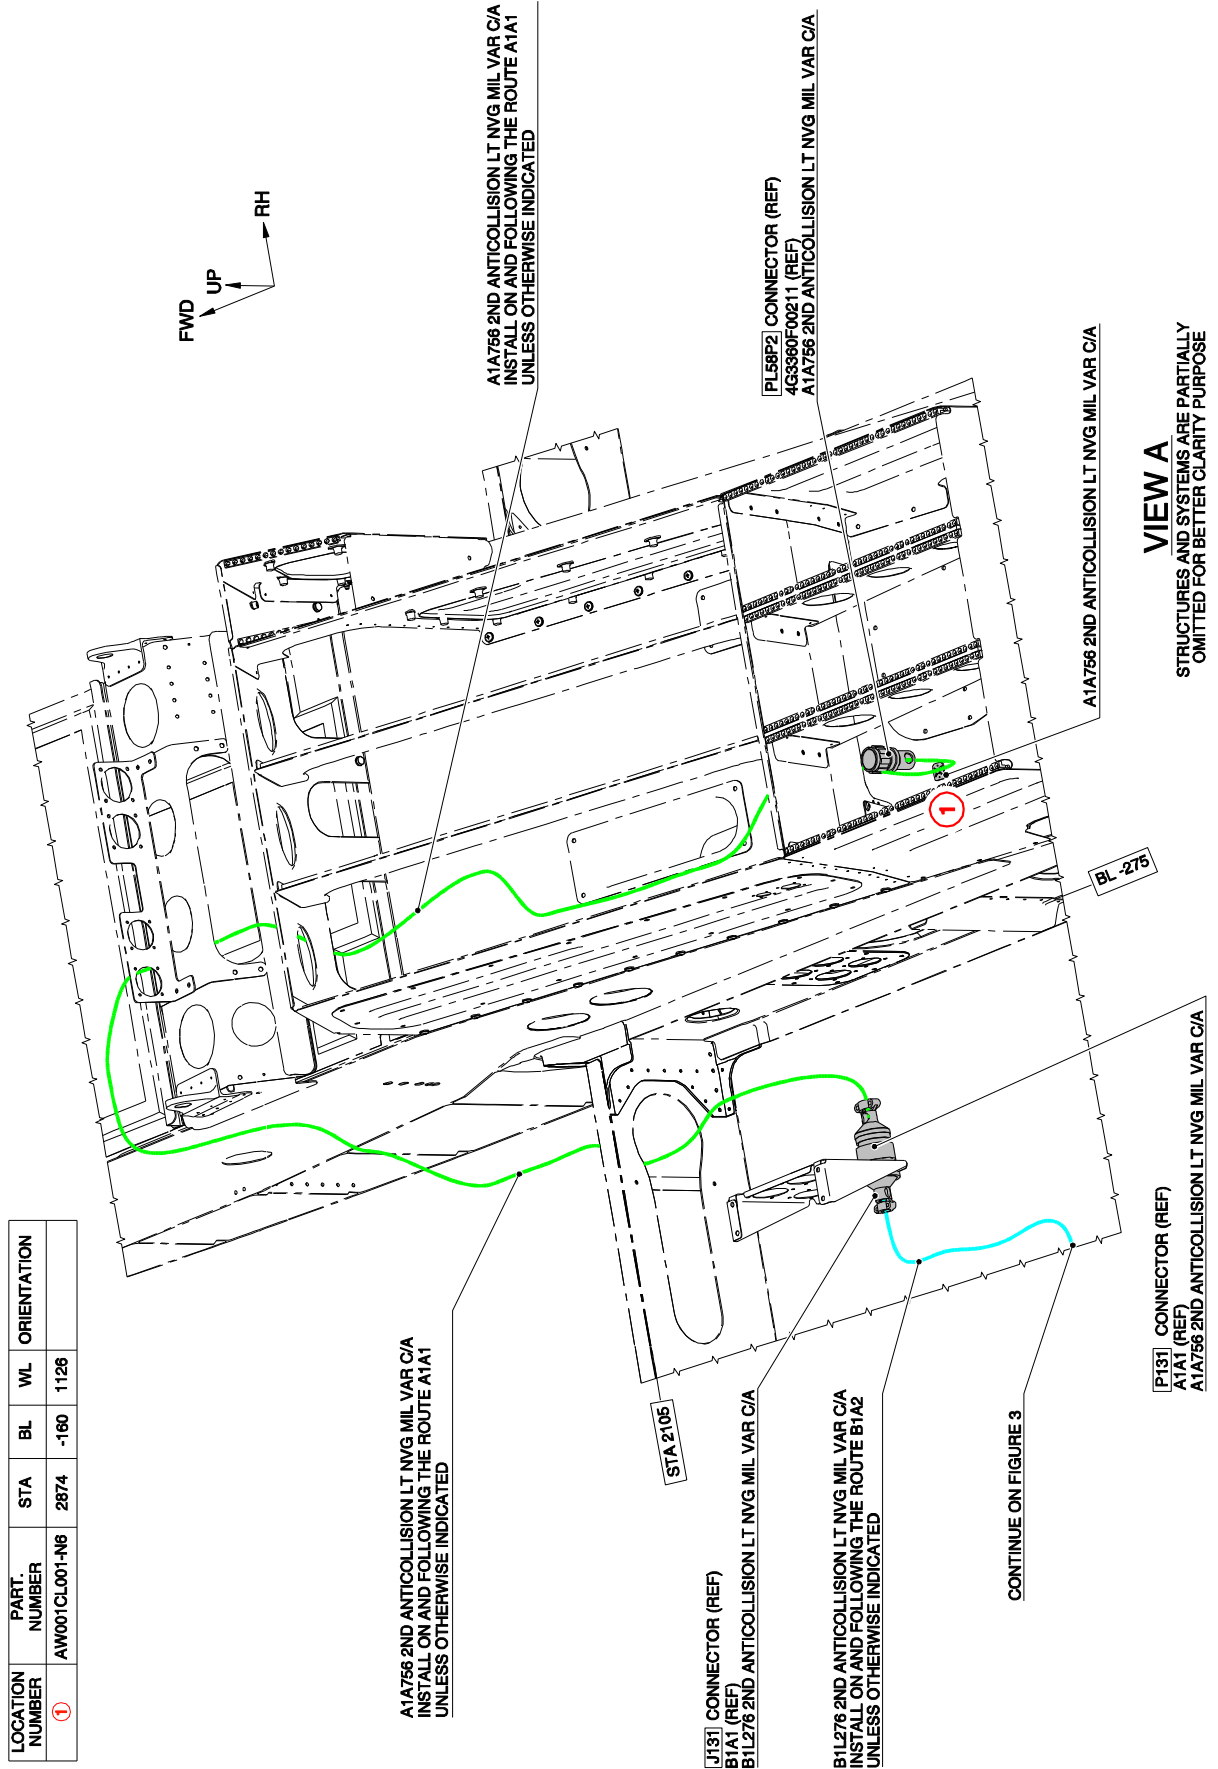 LOCATION NUMBER PART. NUMBER STA BL WL ORIENTATION
1 AW001CL001-N6 2874 -160 1126
FWD
UP
RH
A1A756 2ND ANTICOLLISION LT NVG MIL VAR C/A
INSTALL ON AND FOLLOWING THE ROUTE A1A1
UNLESS OTHERWISE INDICATED
PL58P2 CONNECTOR (REF)
4G3360F00211 (REF)
A1A756 2ND ANTICOLLISION LT NVG MIL VAR C/A
A1A756 2ND ANTICOLLISION LT NVG MIL VAR C/A
1
BL -275
A1A756 2ND ANTICOLLISION LT NVG MIL VAR C/A
INSTALL ON AND FOLLOWING THE ROUTE A1A1
UNLESS OTHERWISE INDICATED
STA 2105
J131 CONNECTOR (REF)
B1A1 (REF)
B1L276 2ND ANTICOLLISION LT NVG MIL VAR C/A
B1L276 2ND ANTICOLLISION LT NVG MIL VAR C/A
INSTALL ON AND FOLLOWING THE ROUTE B1A2
UNLESS OTHERWISE INDICATED
CONTINUE ON FIGURE 3
P131 CONNECTOR (REF)
A1A1 (REF)
A1A756 2ND ANTICOLLISION LT NVG MIL VAR C/A
VIEW A
STRUCTURES AND SYSTEMS ARE PARTIALLY
OMITTED FOR BETTER CLARITY PURPOSE